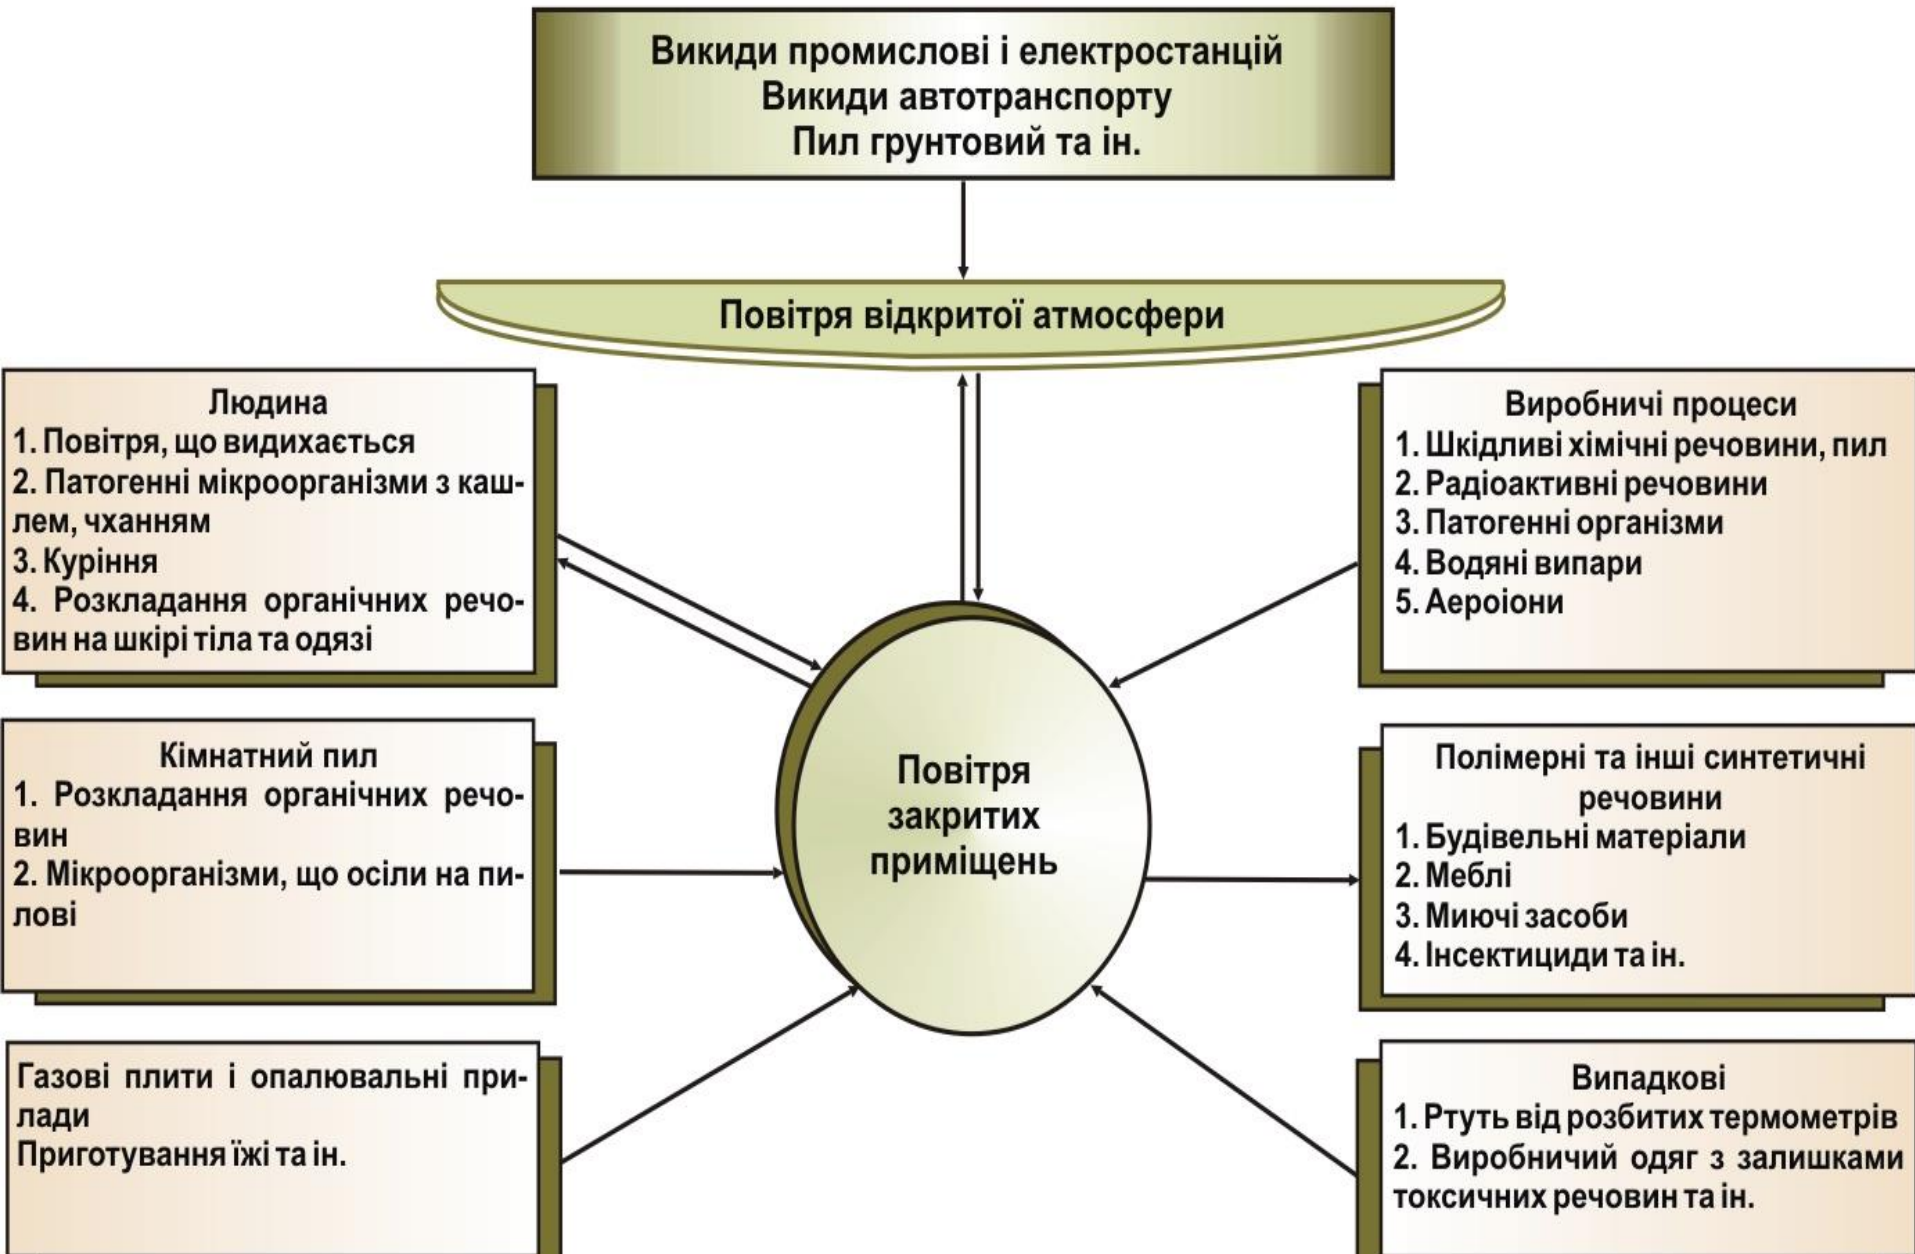 Викиди промислові і електростанцій
Викиди автотранспорту
Пил грунтовий та ін.
Повітря відкритої атмосфери
Людина
1. Повітря, що видихається
2. Патогенні мікроорганізми з каш-
лем, чханням
3. Куріння
4. Розкладання органічних речо-
вин на шкірі тіла та одязі
Кімнатний пил
1. Розкладання органічних речо-
вин
2. Мікроорганізми, що осіли на пи-
лові
Газові плити і опалювальні при-
лади
Приготування їжі та ін.
Повітря
закритих
приміщень
Виробничі процеси
1. Шкідливі хімічні речовини, пил
2. Радіоактивні речовини
3. Патогенні організми
4. Водяні випари
5. Аероіони
Полімерні та інші синтетичні
речовини
1. Будівельні матеріали
2. Меблі
3. Миючі засоби
4. Інсектициди та ін.
Випадкові
1. Ртуть від розбитих термометрів
2. Виробничий одяг з залишками
токсичних речовин та ін.